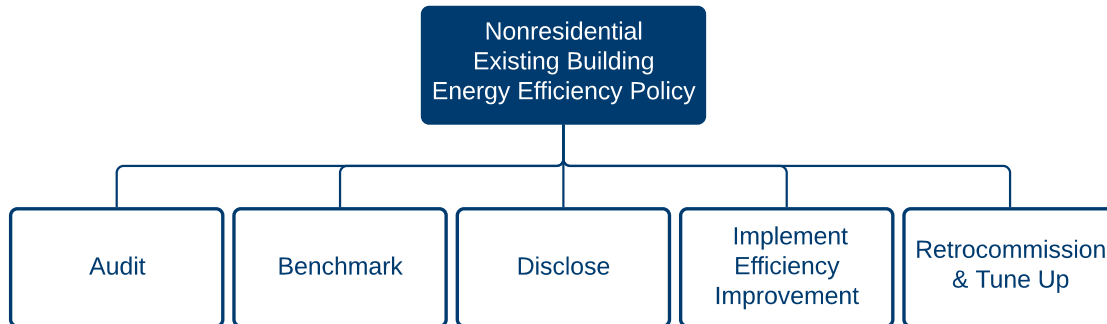 Nonresidential
Existing Building
Energy Efficiency Policy
Audit
Benchmark
Disclose
Implement
Efficiency
Improvement
Retrocommission
& Tune Up